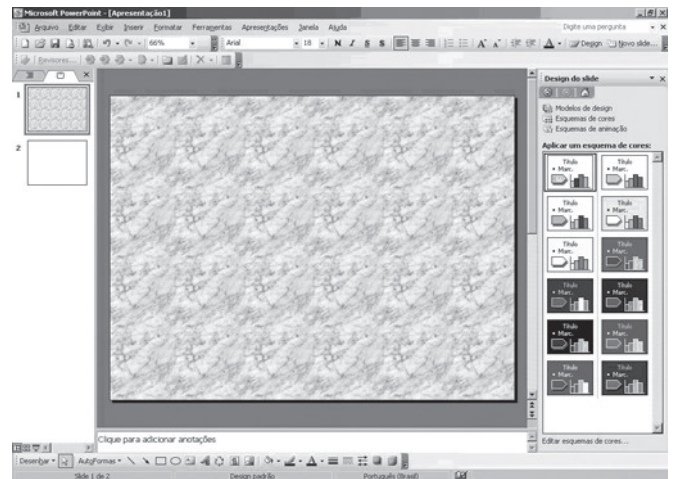 Microsoft PowerPoint - [Apresentação1]
Arquivo Editar Exibir Inserir Formatar Ferramentas Apresentações Janela Ajuda Digite uma pergunta
66% Arial 18 N I S S Design Novo slide...
Revisores...
1
2
Clique para adicionar anotações
Design do slide
Modelos de design
Esquemas de cores
Esquemas de animação
Aplicar um esquema de cores:
Título Título
• Marc. • Marc.
Título Título
• Marc. • Marc.
Título Título
• Marc. • Marc.
Título Título
• Marc. • Marc.
Título Título
• Marc. • Marc.
Título Título
• Marc. • Marc.
Editar esquemas de cores...
Desenhar AutoFormas
Slide 1 de 2 Design padrão Português (Brasil)